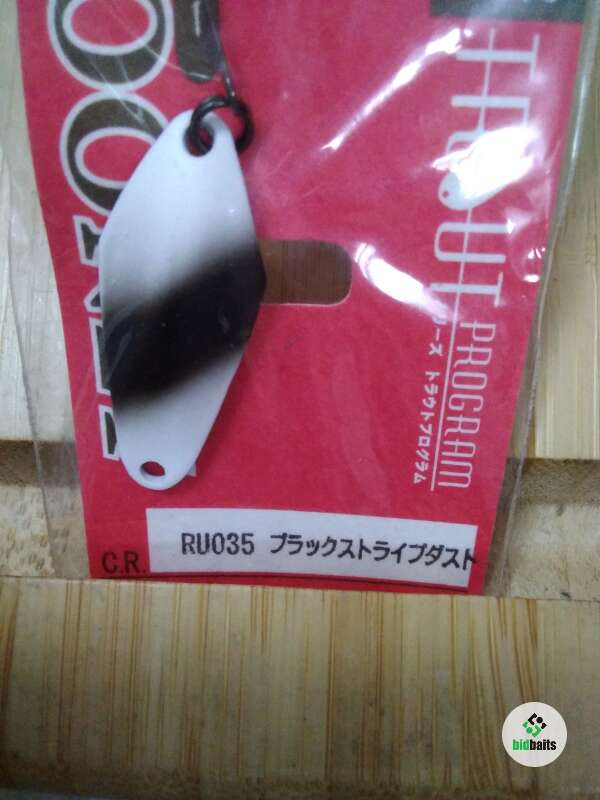 TROUT
PROGRAM
ーズ トラウトプログラム
C.R.
RU035 ブラックストライプダスト
bidbaits